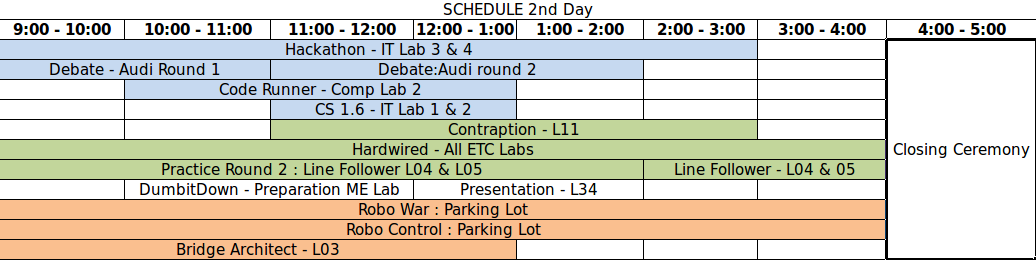 SCHEDULE 2nd Day
9:00 - 10:00 10:00 - 11:00 11:00 - 12:00 12:00 - 1:00 1:00 - 2:00 2:00 - 3:00 3:00 - 4:00 4:00 - 5:00
Hackathon - IT Lab 3 & 4
Debate - Audi Round 1 Debate:Audi round 2
Code Runner - Comp Lab 2
CS 1.6 - IT Lab 1 & 2
Contraption - L11
Hardwired - All ETC Labs
Closing Ceremony
Practice Round 2 : Line Follower L04 & L05 Line Follower - L04 & 05
DumbitDown - Preparation ME Lab Presentation - L34
Robo War : Parking Lot
Robo Control : Parking Lot
Bridge Architect - L03